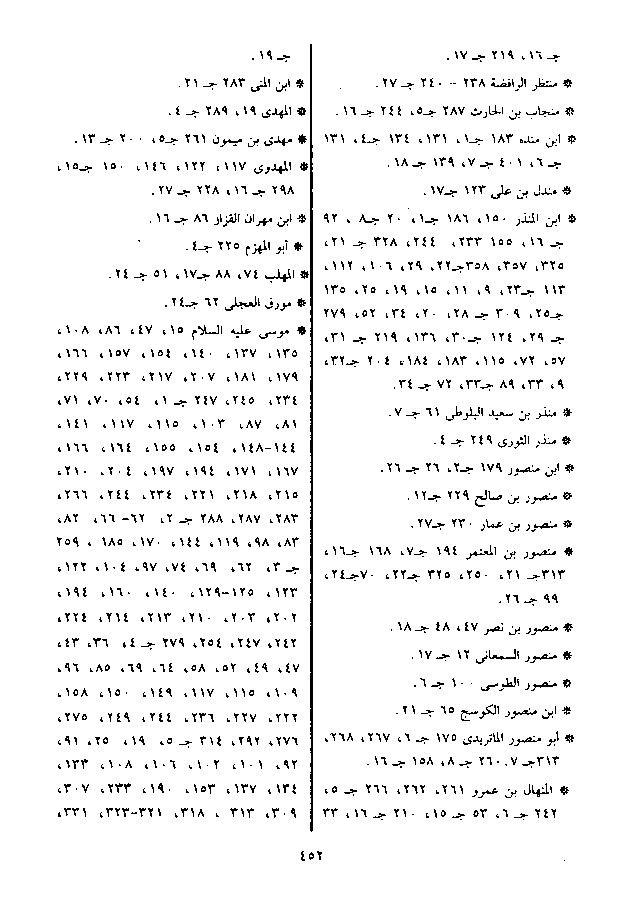 جـ ١٦، ٢١٩ جـ ١٧.
* منتظر الرافضة ٢٣٨ - ٢٤٠ جـ ٢٧.
* منجاب بن الحارث ٢٨٧ جـ٥، ٢٤٤ جـ ١٦.
* ابن منده ١٨٣ جـ١، ١٣١، ١٣٤ جـ٤، ١٣١
جـ ٦، ٤٠١ جـ ٧، ١٣٩ جـ ١٨.
* مندل بن على ١٢٣ جـ١٧.
* ابن المنذر ١٥٠، ١٨٦ جـ١، ٢٠ جـ٨ ، ٩٢
جـ ١٦، ١٥٥ ٢٣٣، ٢٤٤، ٣٢٨ جـ ٢١،
٣٢٥، ٣٥٧، ٣٥٨جـ٢٢، ٢٩، ١٠٦، ١١٢،
١١٣ جـ٢٣، ٩، ١١، ١٥، ١٩، ٢٥، ١٣٥
جـ٢٥، ٣٠٩ جـ ٢٨، ٢٠، ٣٤، ٥٢، ٢٧٩
جـ ٢٩، ١٢٤ جـ٣٠، ١٣٦، ٢١٩ جـ ٣١،
٥٧، ٧٢، ١١٥، ١٨٣، ١٨٤، ٢٠٤ جـ٣٢،
٩، ٣٣، ٨٩ جـ٣٣، ٧٢ جـ ٣٤.
* منذر بن سعيد البلوطي ٦١ جـ ٧.
* منذر الثورى ٢٤٩ جـ ٤.
* ابن منصور ١٧٩ جـ٢، ٢٦ جـ ٢٦.
* منصور بن صالح ٢٢٩ جـ١٢.
* منصور بن عمار ٢٣٠ جـ٢٧.
* منصور بن المعتمر ١٩٤ جـ٧، ١٦٨ جـ١٦،
٣١٣جـ ٢١، ٢٥٠، ٣٢٥ جـ٢٢، ٧٠جـ٢٤،
٩٩ جـ ٢٦.
* منصور بن نصر ٤٧، ٤٨ جـ ١٨.
* منصور السمعاني ١٢ جـ ١٧.
* منصور الطوسى ١٠٠ جـ ٦.
* ابن منصور الكوسج ٦٥ جـ ٢١.
* أبو منصور الماتريدى ١٧٥ جـ ٦، ٢٦٧، ٢٦٨،
٣١٣جـ ٧، ٢٦٠ جـ ٨، ١٥٨ جـ ١٦.
* المنهال بن عمرو ٢٦١، ٢٦٢، ٢٦٦ جـ ٥،
٢٤٢ جـ ٦، ٥٣ جـ ١٥، ٢١٠ جـ ١٦، ٣٣
جـ ١٩.
* ابن المنى ٢٨٣ جـ ٢١.
* المهدى ١٩، ٢٨٩ جـ ٤.
* مهدى بن ميمون ٢٦١ جـ٥، ٢٠٠ جـ ١٣.
* المهدوى ١١٧، ١٢٢، ١٤٦، ١٥٠ جـ١٥،
٢٩٨ جـ ١٦، ٢٢٨ جـ ٢٧.
* ابن مهران القزاز ٨٦ جـ ١٦.
* أبو المهزم ٢٢٥ جـ٤.
* المهلب ٧٤، ٨٨ جـ١٧، ٥١ جـ ٢٤.
* مورق العجلى ٦٢ جـ٢٤.
* موسى عليه السلام ١٥، ٤٧، ٨٦، ١٠٨،
١٣٥، ١٣٧، ١٤٠، ١٥٤، ١٥٧، ١٦٦،
١٧٩، ١٨١، ٢٠٧، ٢١٧، ٢٢٣، ٢٢٩،
٢٣٤، ٢٤٥، ٢٤٧ جـ ١، ٥٤، ٧٠، ٧١،
٨١، ٨٧، ١٠٣، ١١٥، ١١٧، ١٤١،
١٤٤-١٤٨، ١٥٤، ١٥٥، ١٦٤، ١٦٦،
١٦٧، ١٧١، ١٩٤، ١٩٧، ٢٠٤، ٢١٠،
٢١٥، ٢١٨، ٢٢١، ٢٣٤، ٢٤٤، ٢٦٦،
٢٨٣، ٢٨٧، ٢٨٨ جـ ٢، ٦٢- ٦٦، ٨٢،
٨٣، ٩٨، ١١٩، ١٤٤، ١٧٠، ١٨٥ ، ٢٥٩
جـ ٣، ٦٢، ٦٩، ٧٤، ٩٧، ١٠٤، ١٢٢،
١٢٣، ١٢٥-١٢٩، ١٤٠، ١٦٠، ١٩٤،
٢٠٢، ٢٠٣، ٢١٠، ٢١٣، ٢١٤، ٢٢٤،
٢٤٢، ٢٤٧، ٢٥٤، ٢٧٩ جـ ٤، ٣٦، ٤٣،
٤٧، ٤٩، ٥٢، ٥٨، ٦٤، ٦٩، ٨٥، ٩٦،
١٠٩، ١١٥، ١١٧، ١٤٩، ١٥٠، ١٥٨،
٢٢٢، ٢٢٧، ٢٣٦، ٢٤٤، ٢٤٩، ٢٧٥،
٢٧٦، ٢٩٢، ٣١٤ جـ ٥، ١٩، ٢٥، ٩١،
٩٢، ١٠١، ١٠٢، ١٠٦، ١٠٨، ١٣٣،
١٣٤، ١٣٧، ١٥٣، ١٩٠، ٢٣٣، ٣٠٧،
٣٠٩، ٣١٣ ، ٣١٨، ٣٢١-٣٢٣، ٣٣١،
٤٥٢